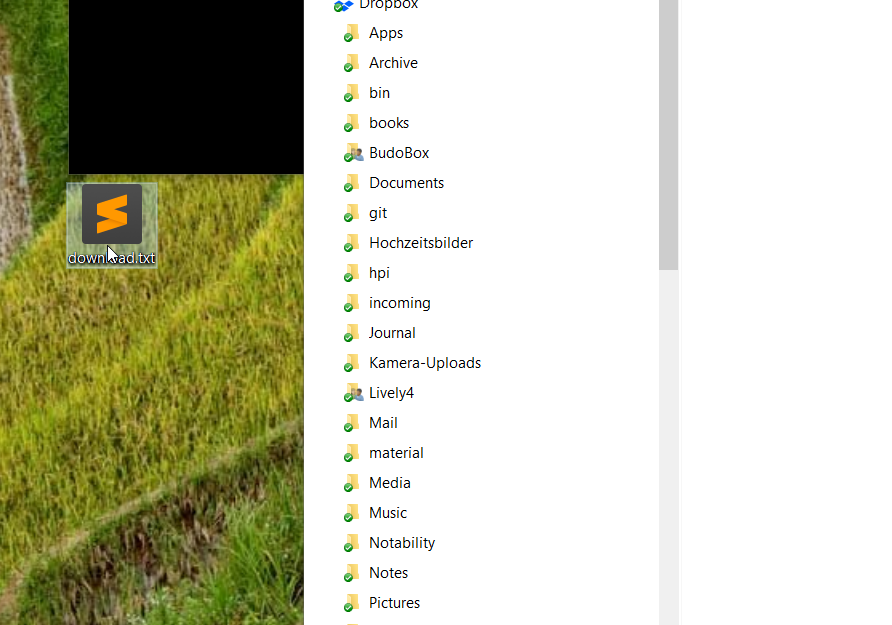 Dropbox
Apps
Archive
bin
books
BudoBox
Documents
git
Hochzeitsbilder
hpi
incoming
Journal
Kamera-Uploads
Lively4
Mail
material
Media
Music
Notability
Notes
Pictures
download.txt